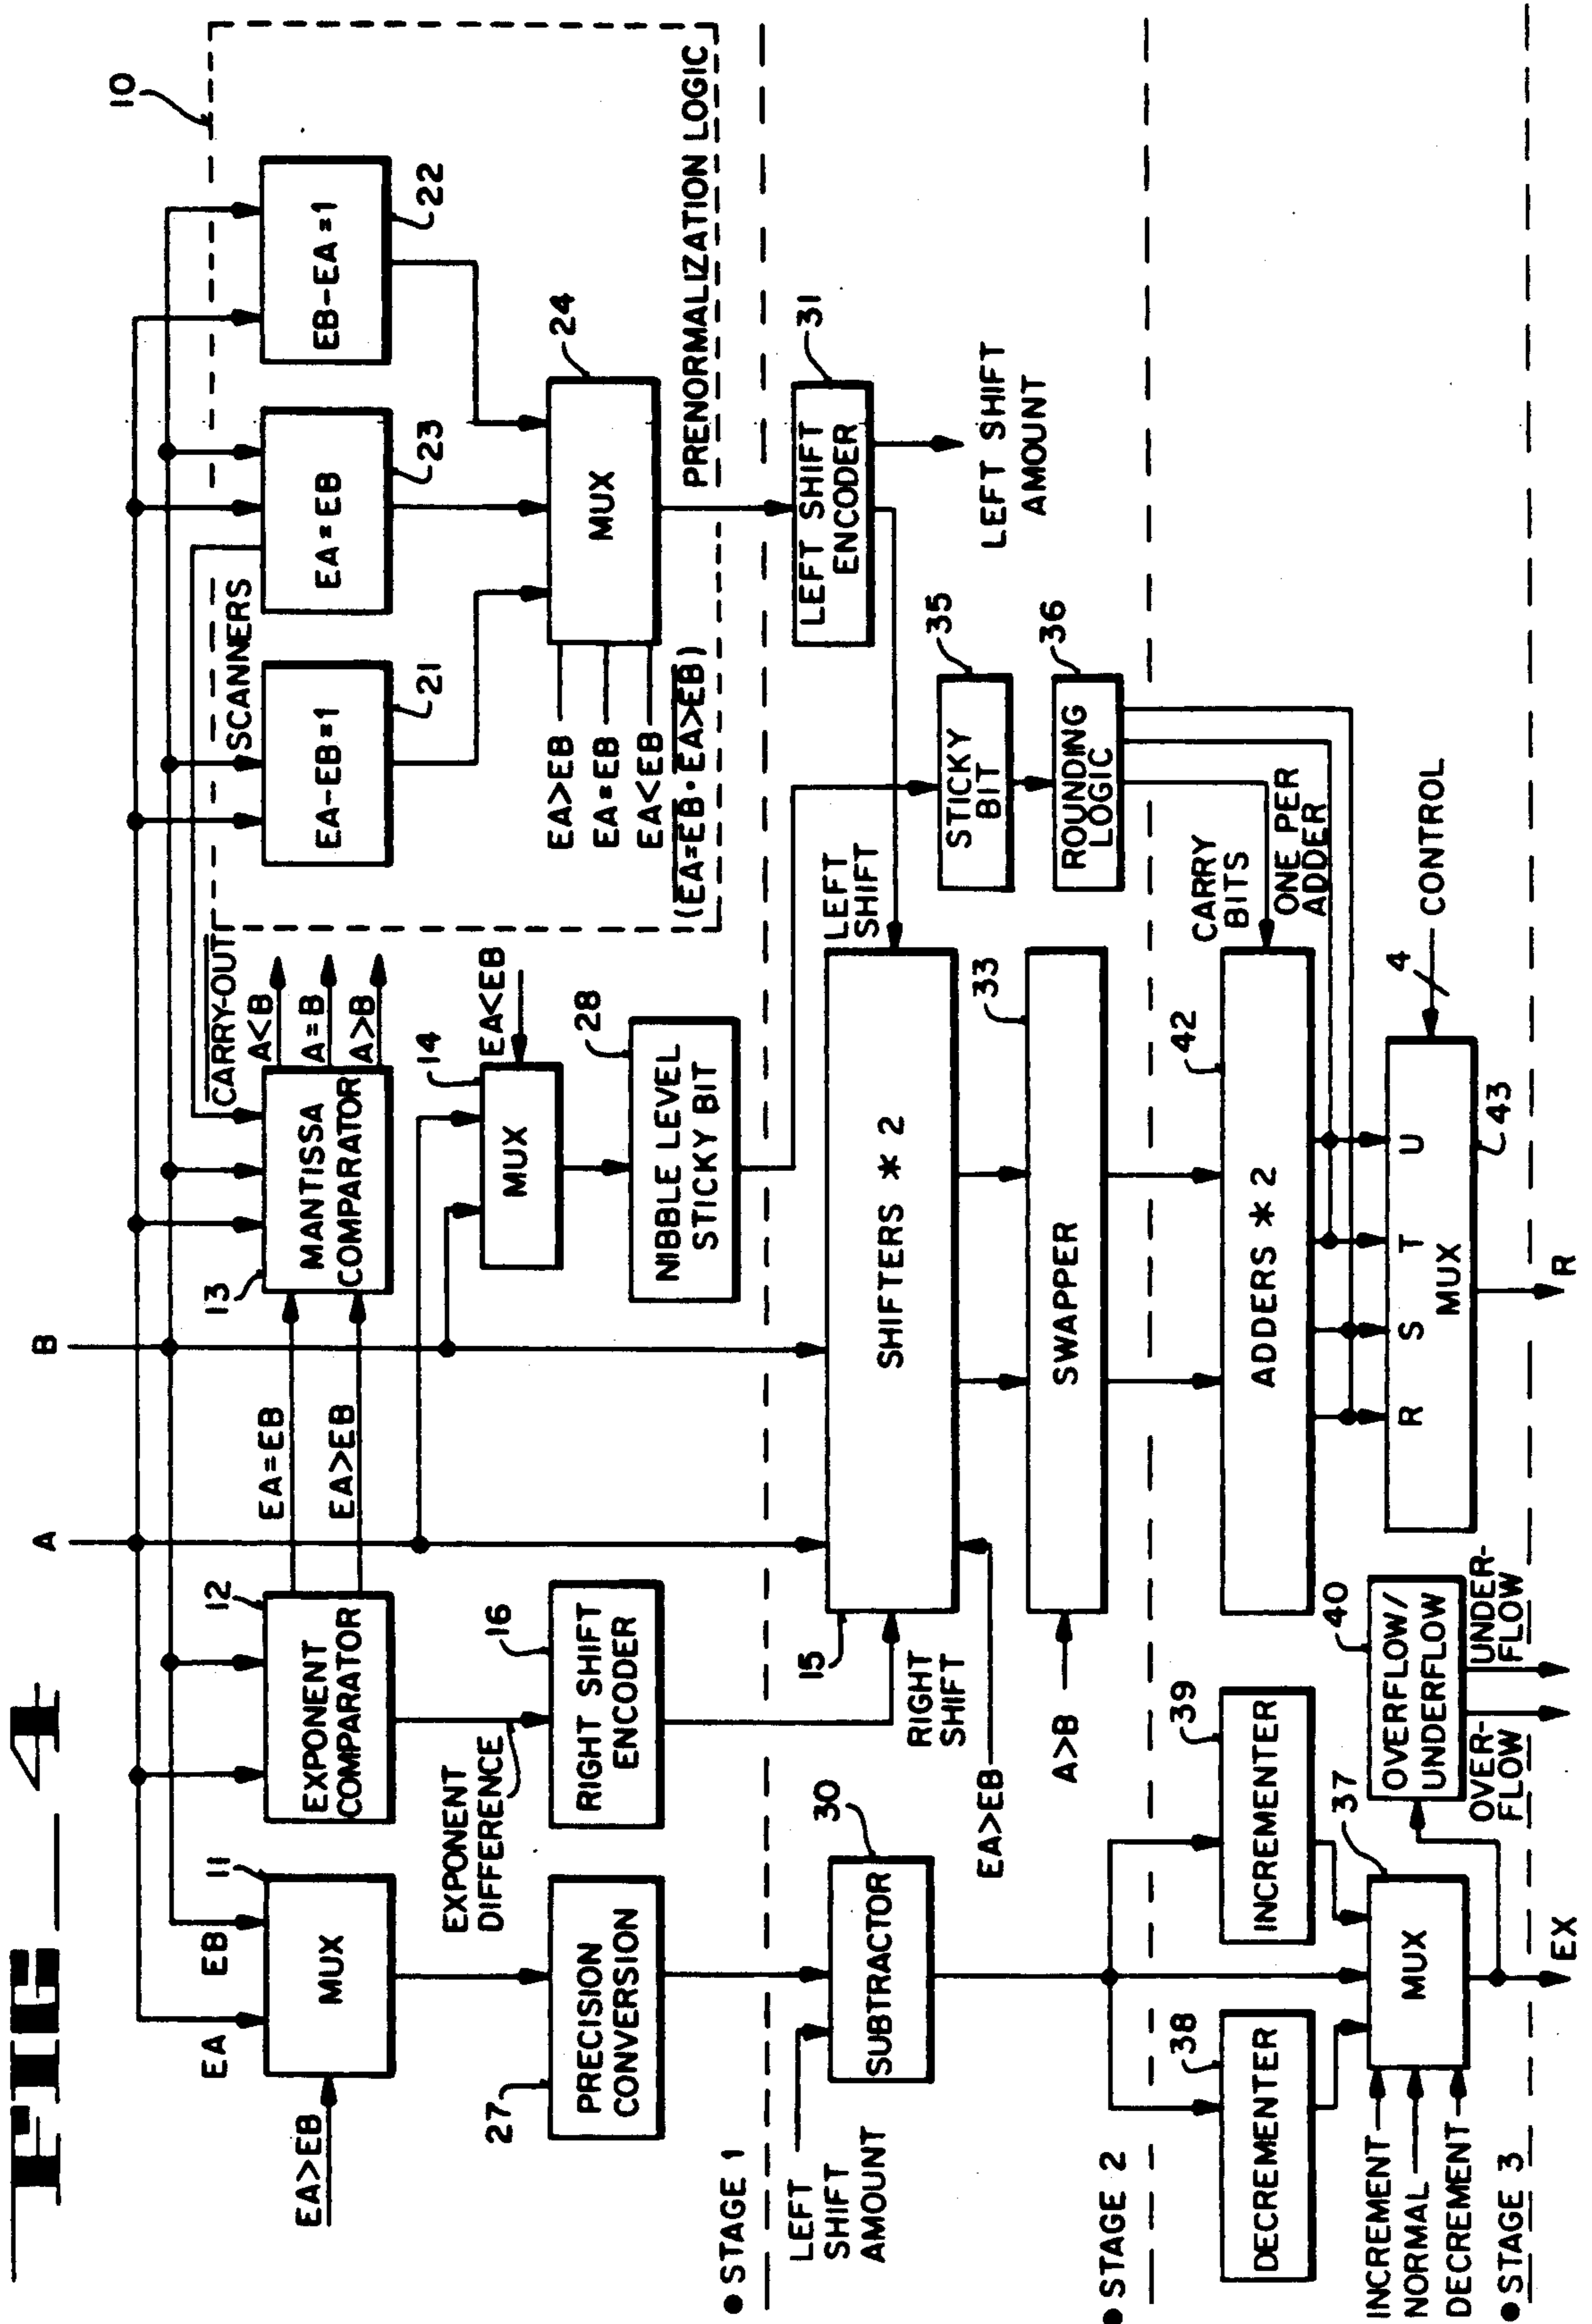 FIG 4
A
B
10
EA
EB
11
MUX
EA>EB
12
EXPONENT
COMPARATOR
EA=EB
EA>EB
13
MANTISSA
COMPARATOR
CARRY-OUT
A<B
A=B
A>B
SCANNERS
EA-EB=1
21
EA=EB
23
EB-EA=1
22
EA>EB
EA=EB
EA<EB
(EA=EB·EA>EB)
MUX
24
PRENORMALIZATION LOGIC
27
PRECISION
CONVERSION
EXPONENT
DIFFERENCE
16
RIGHT SHIFT
ENCODER
14
MUX
EA<EB
28
NIBBLE LEVEL
STICKY BIT
STAGE 1
LEFT
SHIFT
AMOUNT
30
SUBTRACTOR
15
SHIFTERS * 2
RIGHT
SHIFT
EA>EB
LEFT
SHIFT
31
LEFT SHIFT
ENCODER
LEFT SHIFT
AMOUNT
A>B
33
SWAPPER
35
STICKY
BIT
36
ROUNDING
LOGIC
STAGE 2
38
DECREMENTER
39
INCREMENTER
42
ADDERS * 2
CARRY
BITS
ONE PER
ADDER
INCREMENT
NORMAL
DECREMENT
37
MUX
40
OVERFLOW/
UNDERFLOW
OVER-
FLOW
UNDER-
FLOW
R S T U
MUX
43
4
CONTROL
STAGE 3
EX
R